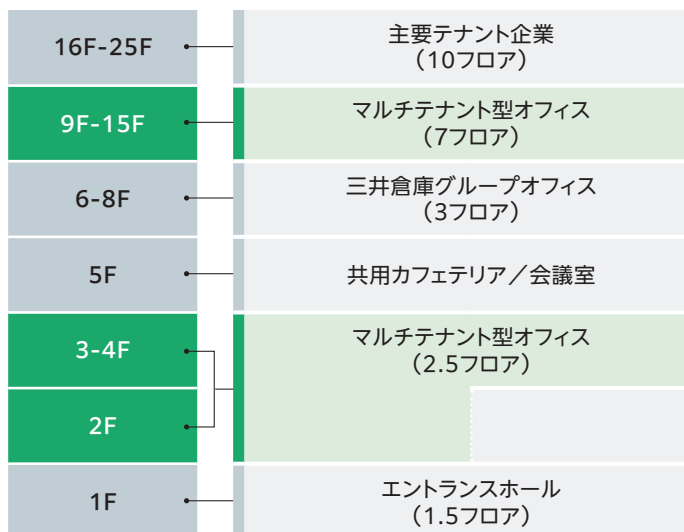 16F-25F
主要テナント企業
（10フロア）
9F-15F
マルチテナント型オフィス
（7フロア）
6-8F
三井倉庫グループオフィス
（3フロア）
5F
共用カフェテリア／会議室
3-4F
マルチテナント型オフィス
（2.5フロア）
2F
1F
エントランスホール
（1.5フロア）